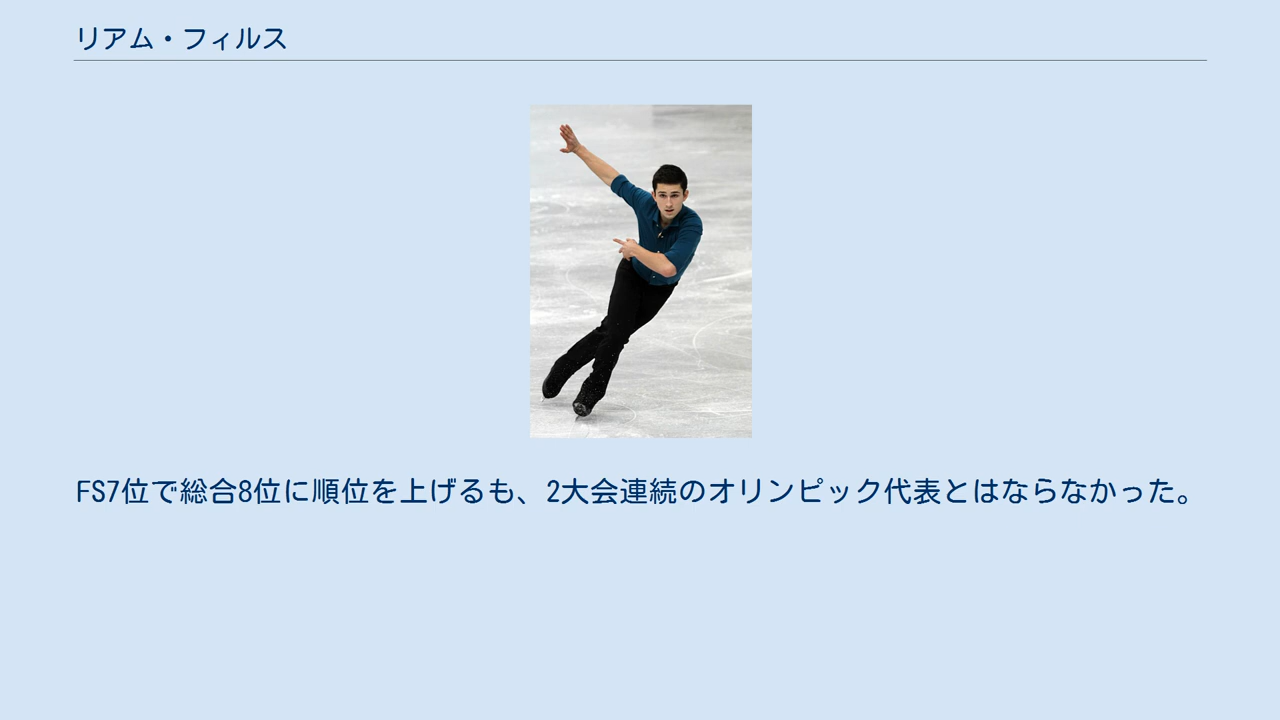 リアム・フィルス
FS7位で総合8位に順位を上げるも、2大会連続のオリンピック代表とはならなかった。